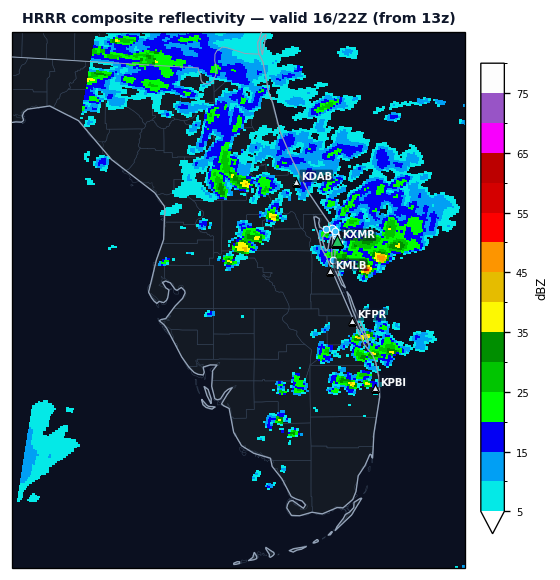 HRRR composite reflectivity — valid 16/22Z (from 13z)
KDAB
KXMR
KMLB
KFPR
KPBI
75
65
55
45
35
25
15
5
dBZ